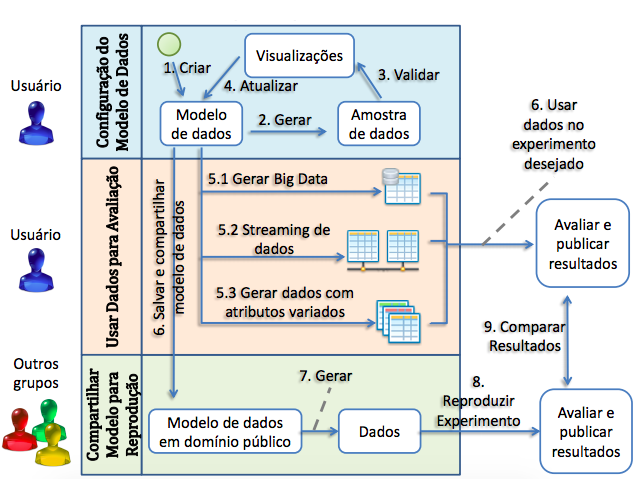 Usuário
Configuração do
Modelo de Dados
1. Criar
Visualizações
4. Atualizar
3. Validar
Modelo
de dados
2. Gerar
Amostra
de dados
6. Usar
dados no
experimento
desejado
Usuário
Usar Dados para Avaliação
6. Salvar e compartilhar
modelo de dados
5.1 Gerar Big Data
5.2 Streaming de
dados
5.3 Gerar dados com
atributos variados
Avaliar e
publicar
resultados
9. Comparar
Resultados
Outros
grupos
Compartilhar
Modelo para
Reprodução
7. Gerar
Modelo de dados
em domínio público
Dados
8.
Reproduzir
Experimento
Avaliar e
publicar
resultados